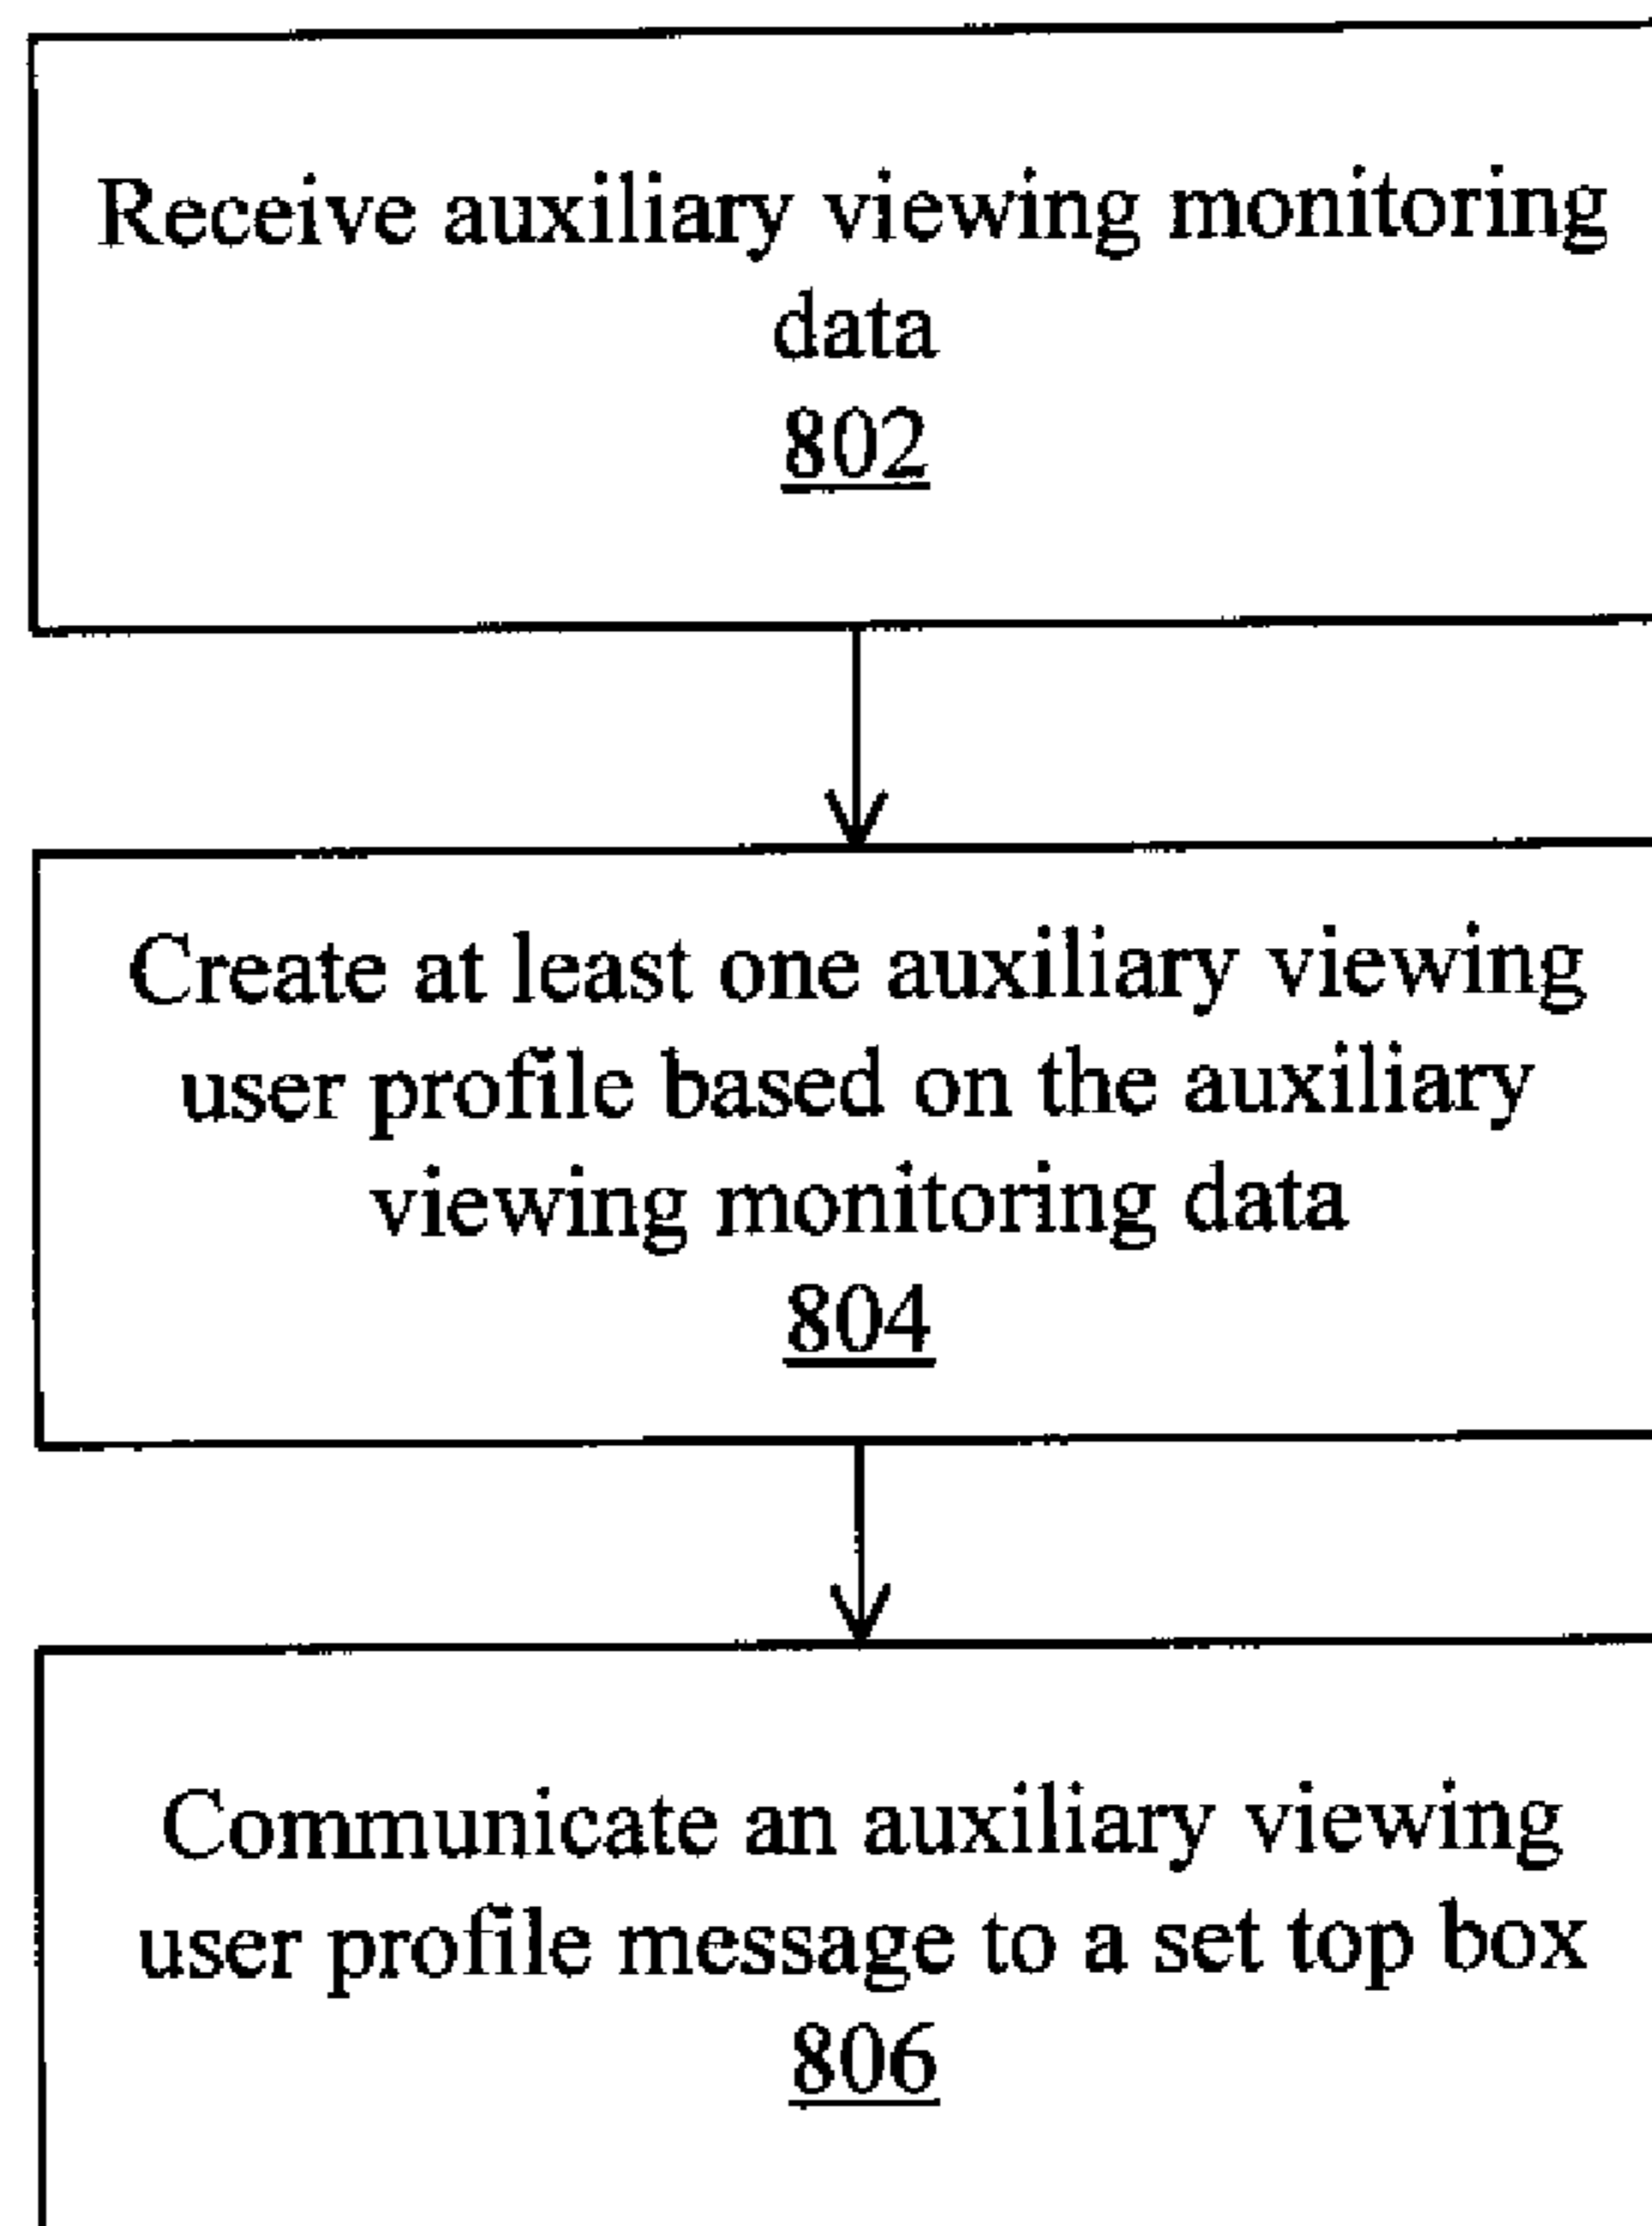 Receive auxiliary viewing monitoring
data
802
Create at least one auxiliary viewing
user profile based on the auxiliary
viewing monitoring data
804
Communicate an auxiliary viewing
user profile message to a set top box
806